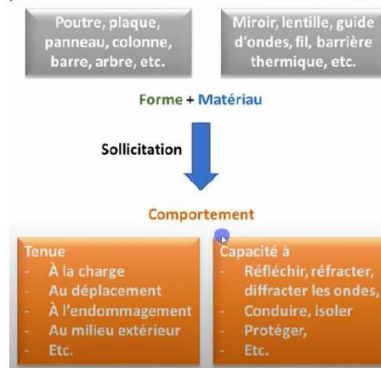 Poutre, plaque,
panneau, colonne,
barre, arbre, etc.
Miroir, lentille, guide
d'ondes, fil, barrière
thermique, etc.
Forme + Matériau
Sollicitation
Comportement
Tenue
- À la charge
- Au déplacement
- À l'endommagement
- Au milieu extérieur
- Etc.
Capacité à
- Réfléchir, réfracter,
diffracter les ondes,
- Conduire, isoler
- Protéger,
- Etc.